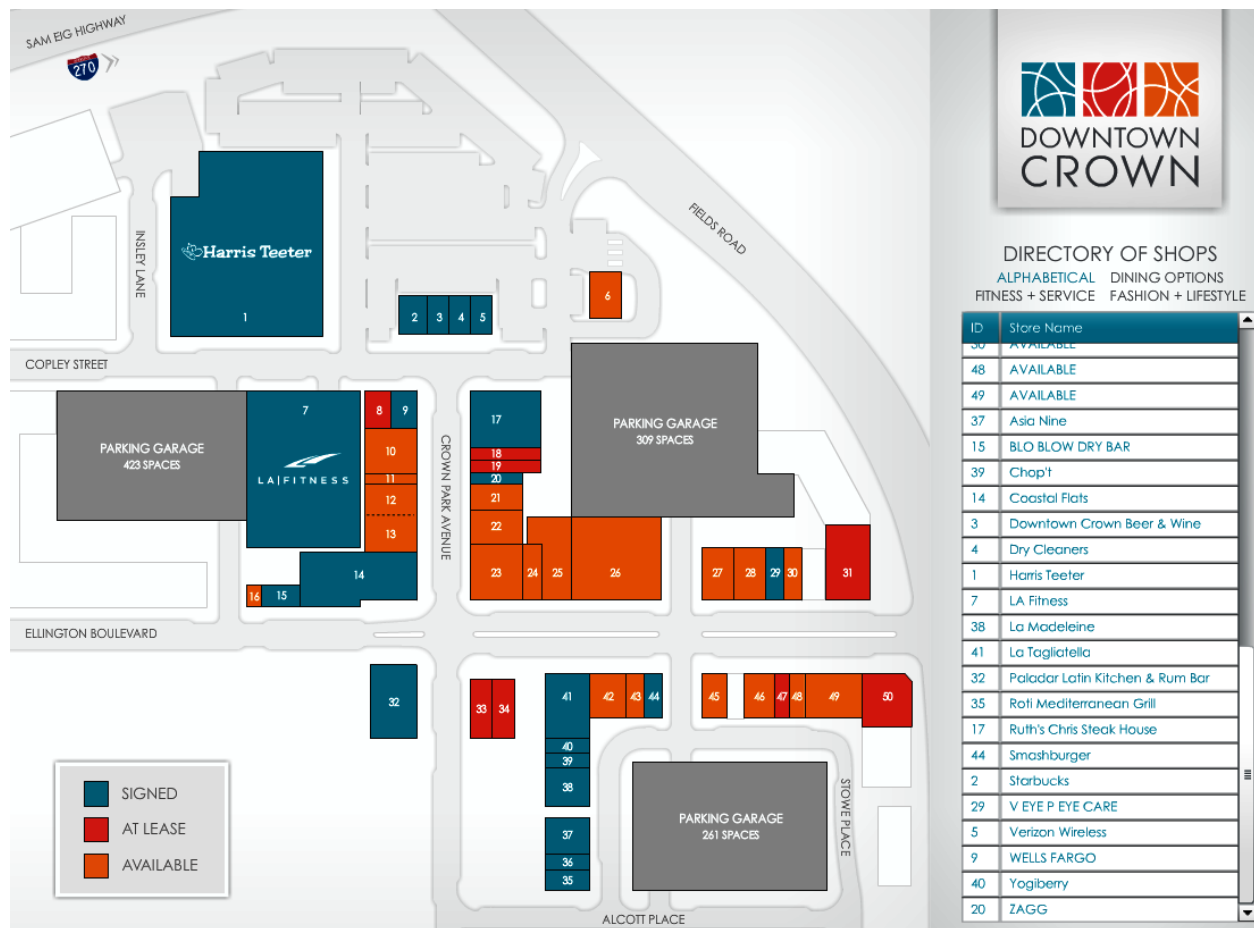 SAM EIG HIGHWAY
270
INSLEY LANE
Harris Teeter
1
2
3
4
5
6
FIELDS ROAD
COPLEY STREET
PARKING GARAGE
423 SPACES
7
LA|FITNESS
8
9
10
11
12
13
14
15
16
CROWN PARK AVENUE
17
18
19
20
21
22
23
24
25
26
PARKING GARAGE
309 SPACES
27
28
29
30
31
ELLINGTON BOULEVARD
32
33
34
41
42
43
44
45
46
47
48
49
50
40
39
38
37
36
35
PARKING GARAGE
261 SPACES
STOWE PLACE
ALCOTT PLACE
SIGNED
AT LEASE
AVAILABLE
DOWNTOWN
CROWN
DIRECTORY OF SHOPS
ALPHABETICAL DINING OPTIONS
FITNESS + SERVICE FASHION + LIFESTYLE
ID Store Name
30 AVAILABLE
48 AVAILABLE
49 AVAILABLE
37 Asia Nine
15 BLO BLOW DRY BAR
39 Chop't
14 Coastal Flats
3 Downtown Crown Beer & Wine
4 Dry Cleaners
1 Harris Teeter
7 LA Fitness
38 La Madeleine
41 La Tagliatella
32 Paladar Latin Kitchen & Rum Bar
35 Roti Mediterranean Grill
17 Ruth's Chris Steak House
44 Smashburger
2 Starbucks
29 V EYE P EYE CARE
5 Verizon Wireless
9 WELLS FARGO
40 Yogiberry
20 ZAGG